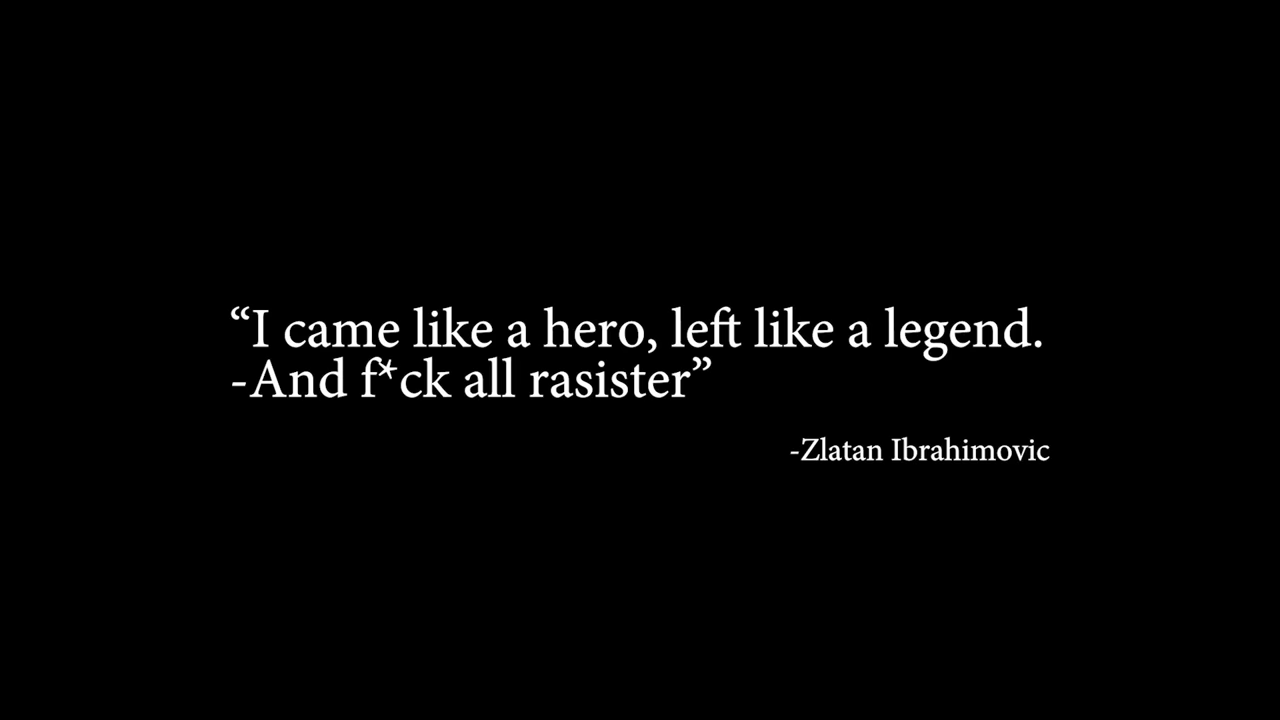 “I came like a hero, left like a legend.
-And f*ck all rasister”
-Zlatan Ibrahimovic